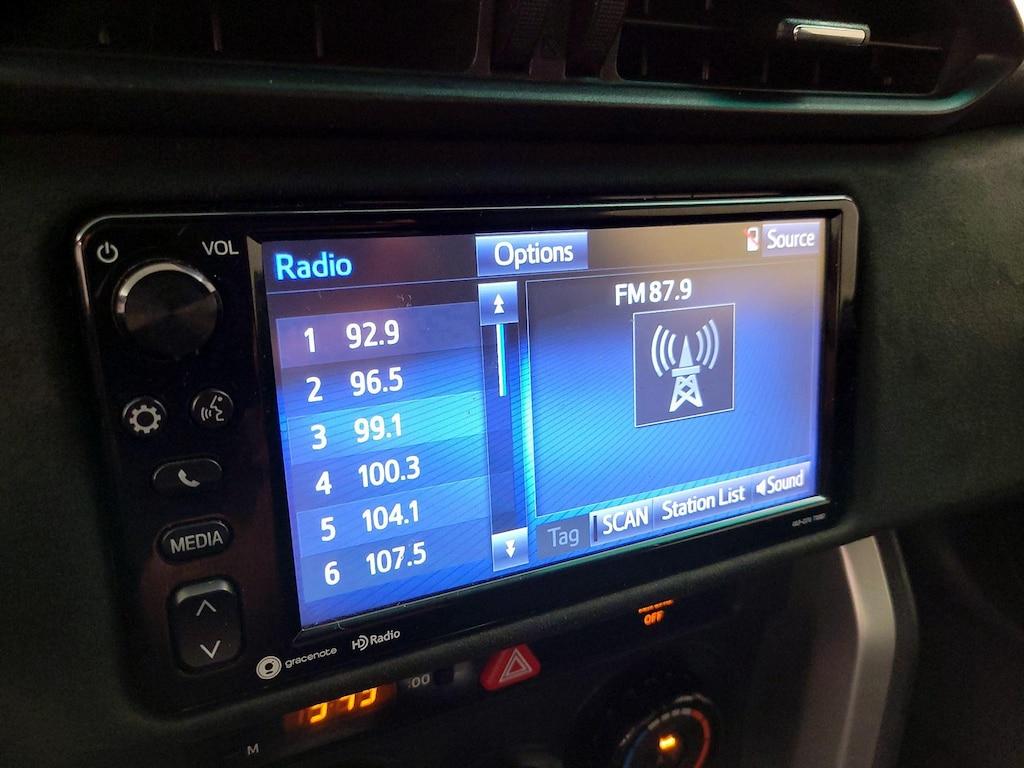 VOL
Radio
Options
Source
FM 87.9
1 92.9
2 96.5
3 99.1
4 100.3
5 104.1
6 107.5
Tag
SCAN
Station List
Sound
MEDIA
gracenote
HD Radio
OFF
:00
M